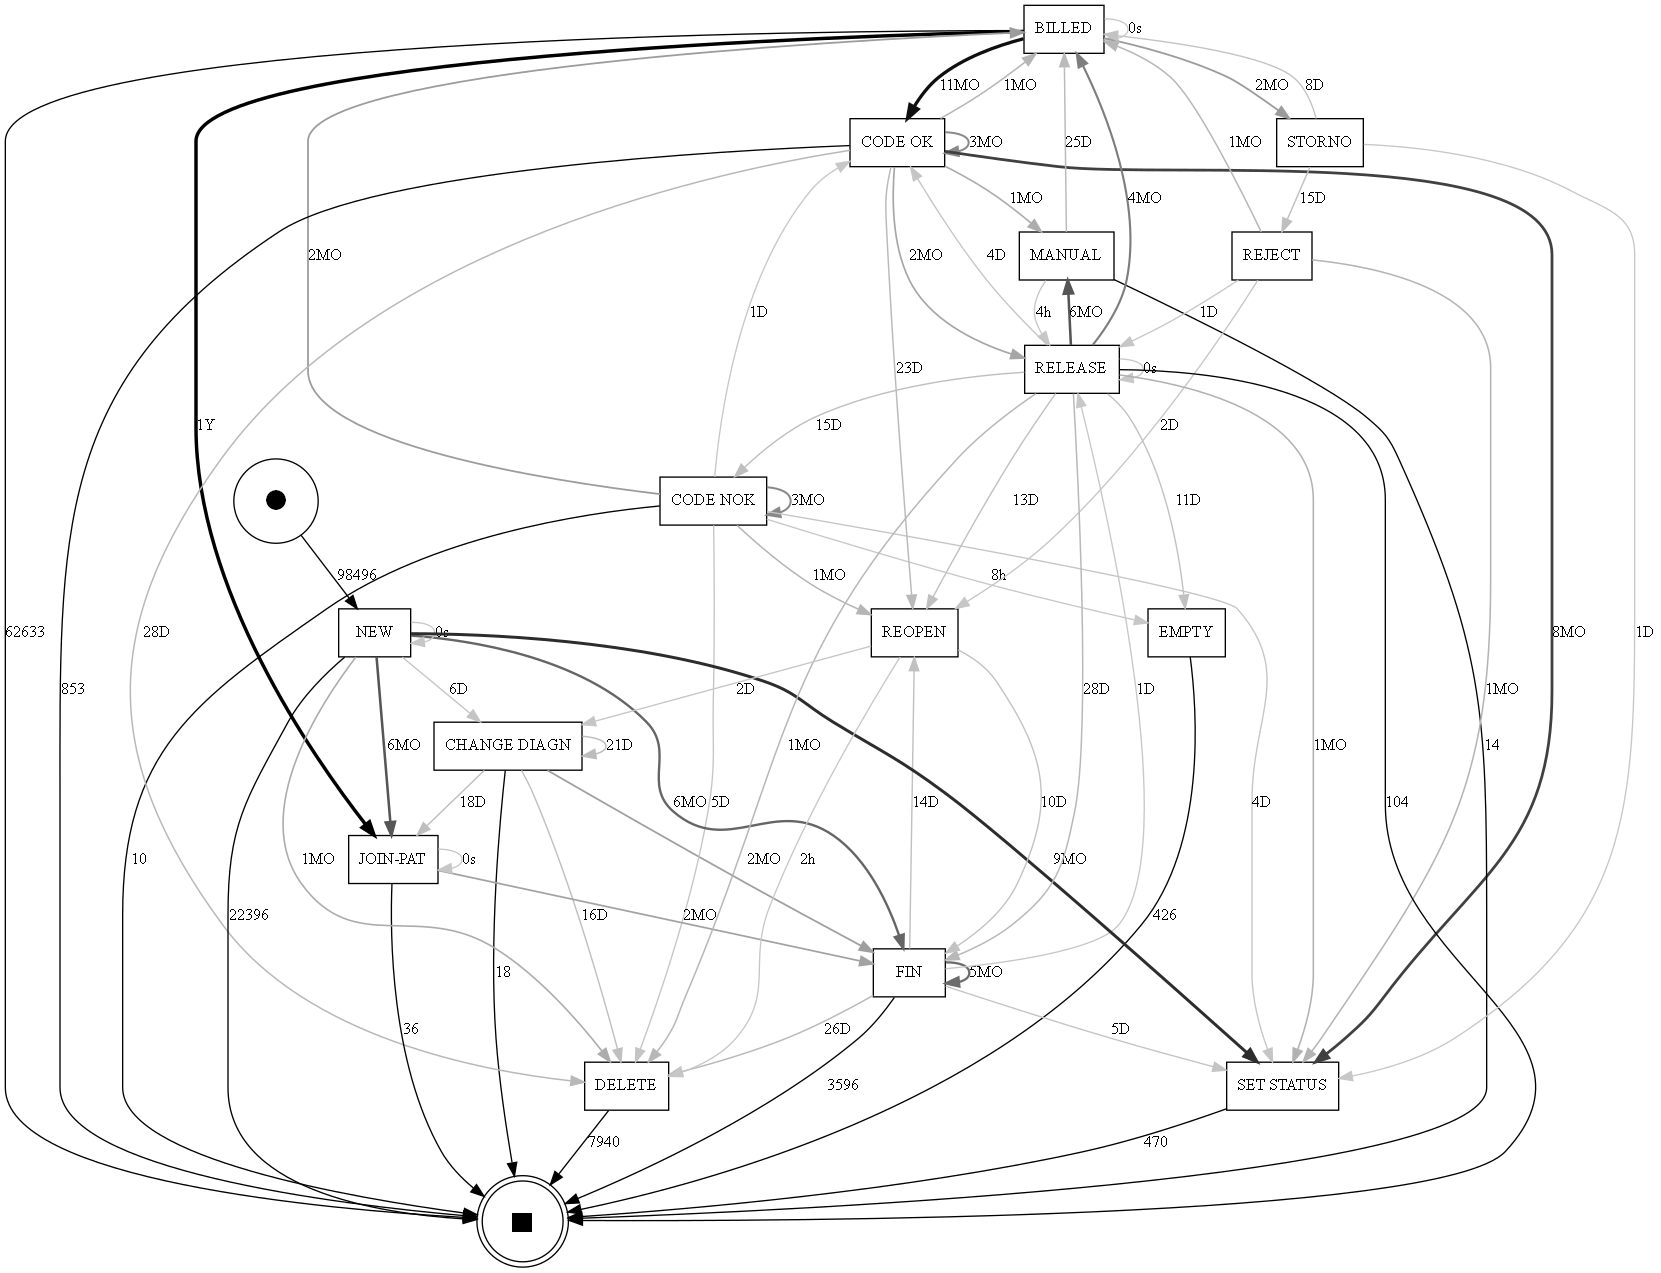 BILLED
0s
11MO
1MO
2MO
8D
CODE OK
3MO
STORNO
25D
1MO
1MO
4MO
15D
2MO
1D
2MO
4D
MANUAL
REJECT
1D
4h
6MO
1D
RELEASE
0s
23D
1Y
15D
13D
2D
11D
CODE NOK
3MO
98496
1MO
8h
62633
NEW
0s
28D
REOPEN
EMPTY
8MO
1D
853
6D
2D
28D
1D
1MO
6MO
CHANGE DIAGN
21D
1MO
1MO
14
18D
6MO
5D
14D
10D
4D
104
10
1MO
JOIN-PAT
0s
2MO
2h
9MO
22396
16D
2MO
426
18
FIN
5MO
36
26D
5D
DELETE
3596
SET STATUS
7940
470